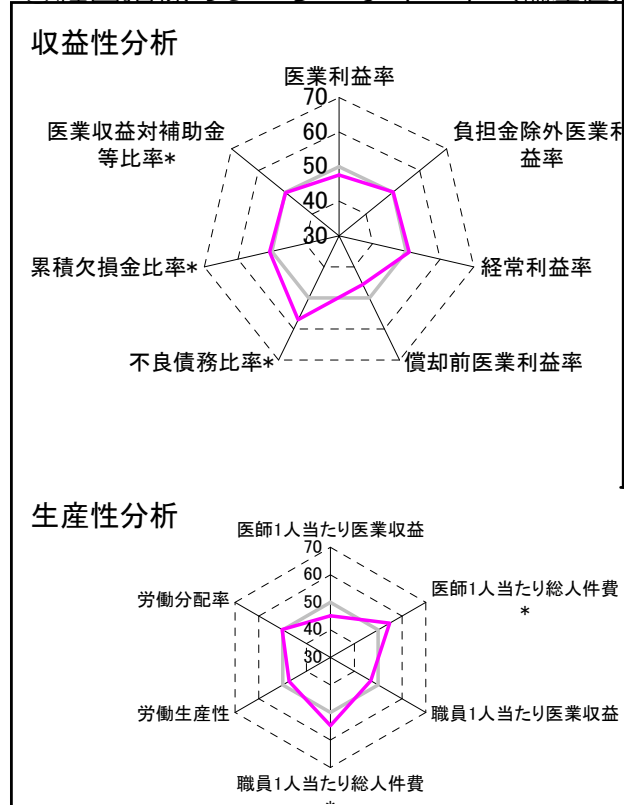 収益性分析
医業利益率
70
60
50
40
30
医業収益対補助金
等比率*
負担金除外医業利
益率
累積欠損金比率*
経常利益率
不良債務比率*
償却前医業利益率
生産性分析
医師1人当たり医業収益
70
60
50
40
30
労働分配率
医師1人当たり総人件費
*
労働生産性
職員1人当たり医業収益
職員1人当たり総人件費
*